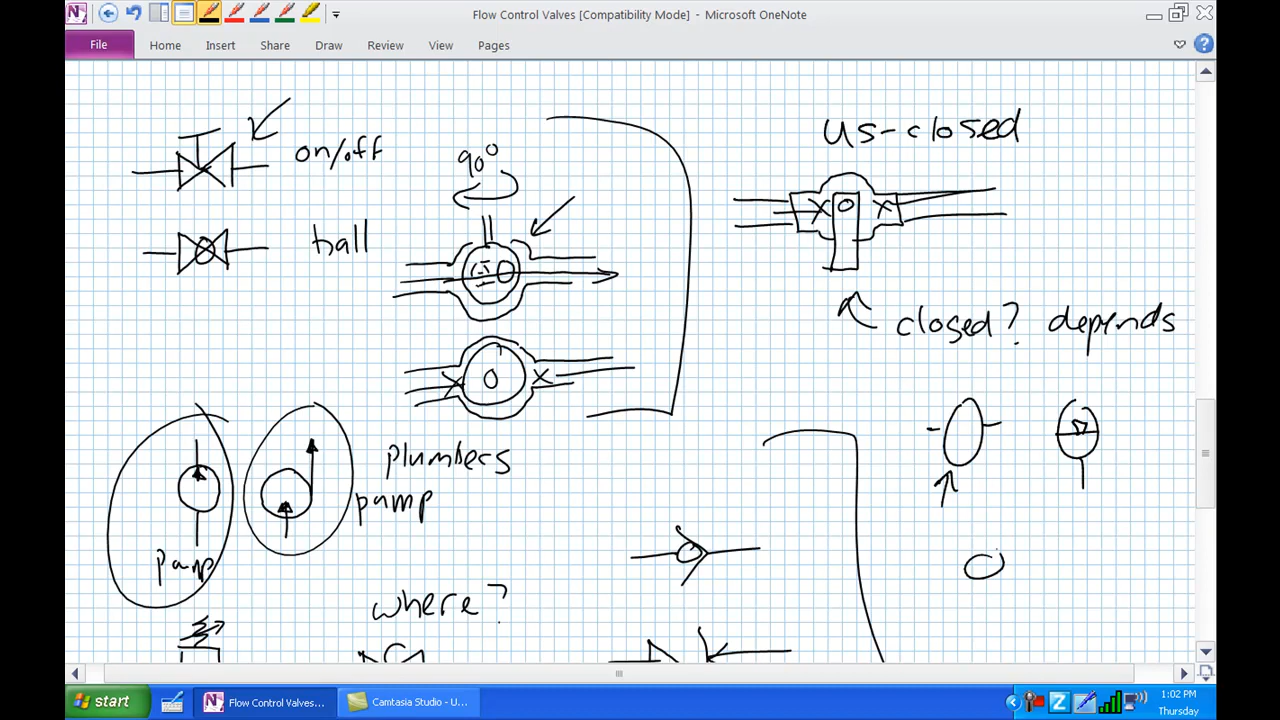 Flow Control Valves [Compatibility Mode] - Microsoft OneNote
File Home Insert Share Draw Review View Pages
us-closed
on/off
90°
ball
closed? depends
plumbers
pump
pump
where?
start
Flow Control Valves...
Camtasia Studio - U...
1:02 PM
Thursday